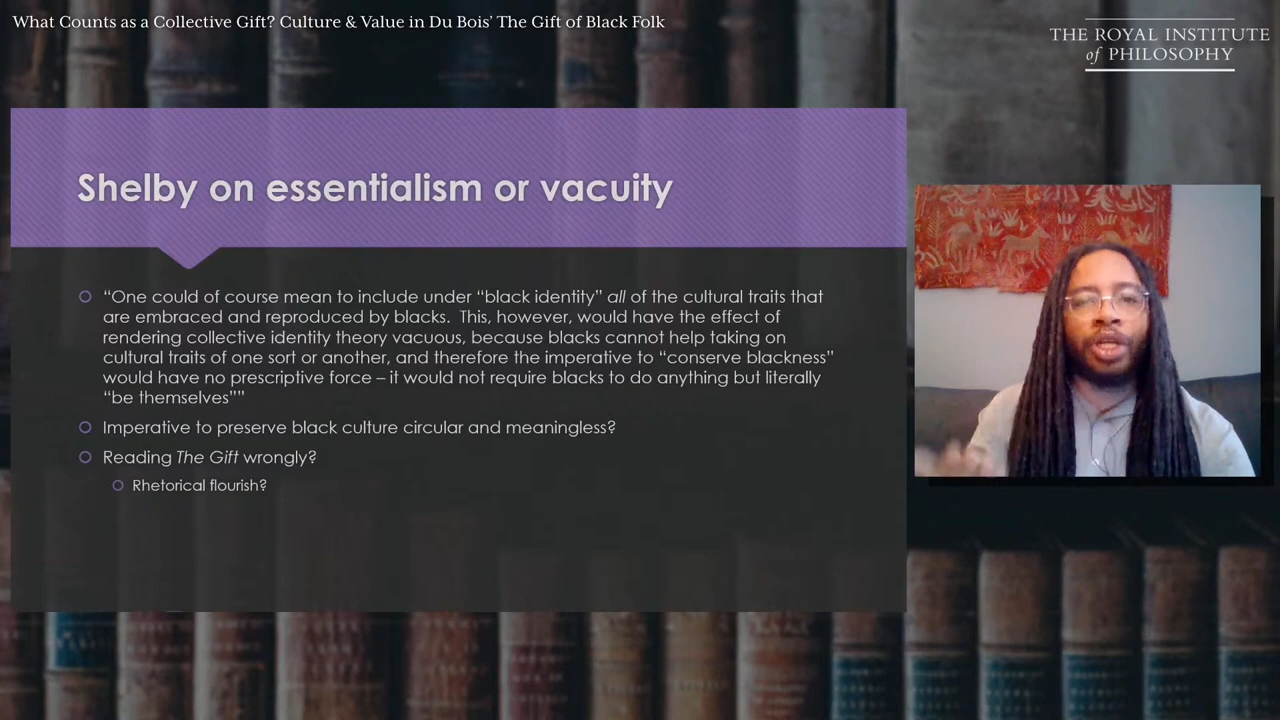 What Counts as a Collective Gift? Culture & Value in Du Bois’ The Gift of Black Folk
THE ROYAL INSTITUTE
of PHILOSOPHY
Shelby on essentialism or vacuity
“One could of course mean to include under “black identity” all of the cultural traits that
are embraced and reproduced by blacks.  This, however, would have the effect of
rendering collective identity theory vacuous, because blacks cannot help taking on
cultural traits of one sort or another, and therefore the imperative to “conserve blackness”
would have no prescriptive force – it would not require blacks to do anything but literally
“be themselves””
Imperative to preserve black culture circular and meaningless?
Reading The Gift wrongly?
Rhetorical flourish?